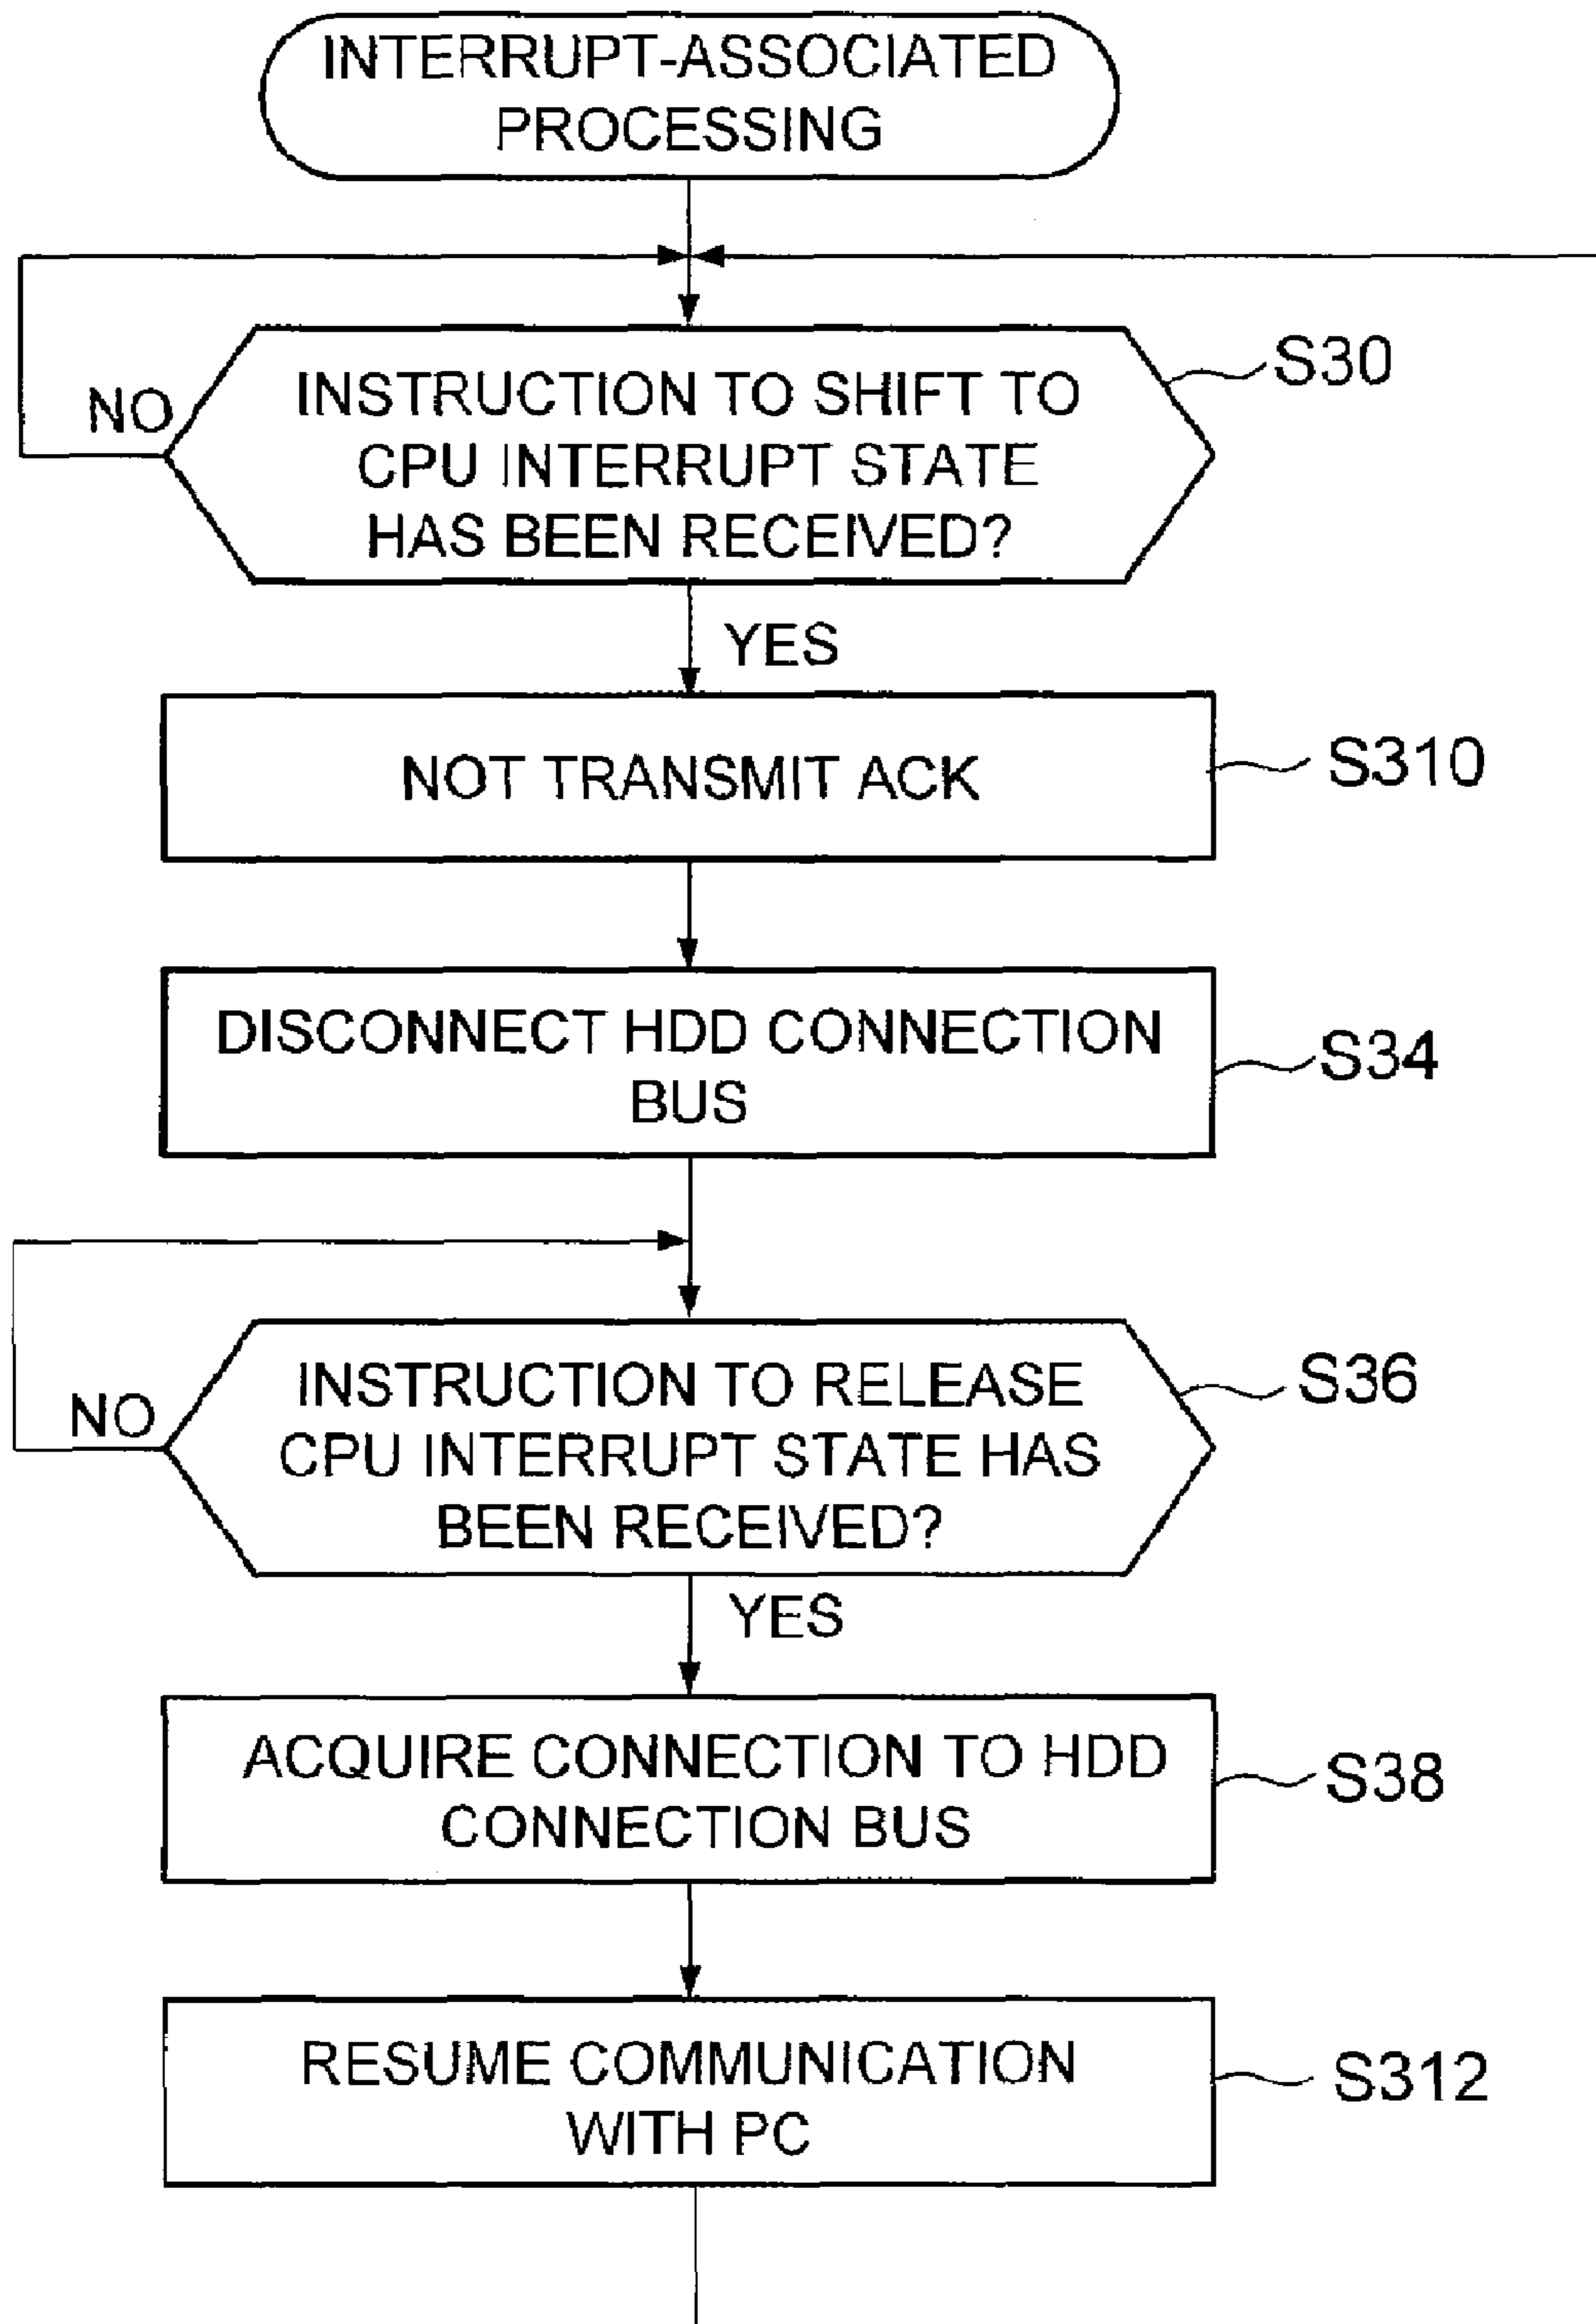 INTERRUPT-ASSOCIATED
PROCESSING
INSTRUCTION TO SHIFT TO
CPU INTERRUPT STATE
HAS BEEN RECEIVED?
S30
NO
YES
NOT TRANSMIT ACK
S310
DISCONNECT HDD CONNECTION
BUS
S34
INSTRUCTION TO RELEASE
CPU INTERRUPT STATE HAS
BEEN RECEIVED?
S36
NO
YES
ACQUIRE CONNECTION TO HDD
CONNECTION BUS
S38
RESUME COMMUNICATION
WITH PC
S312